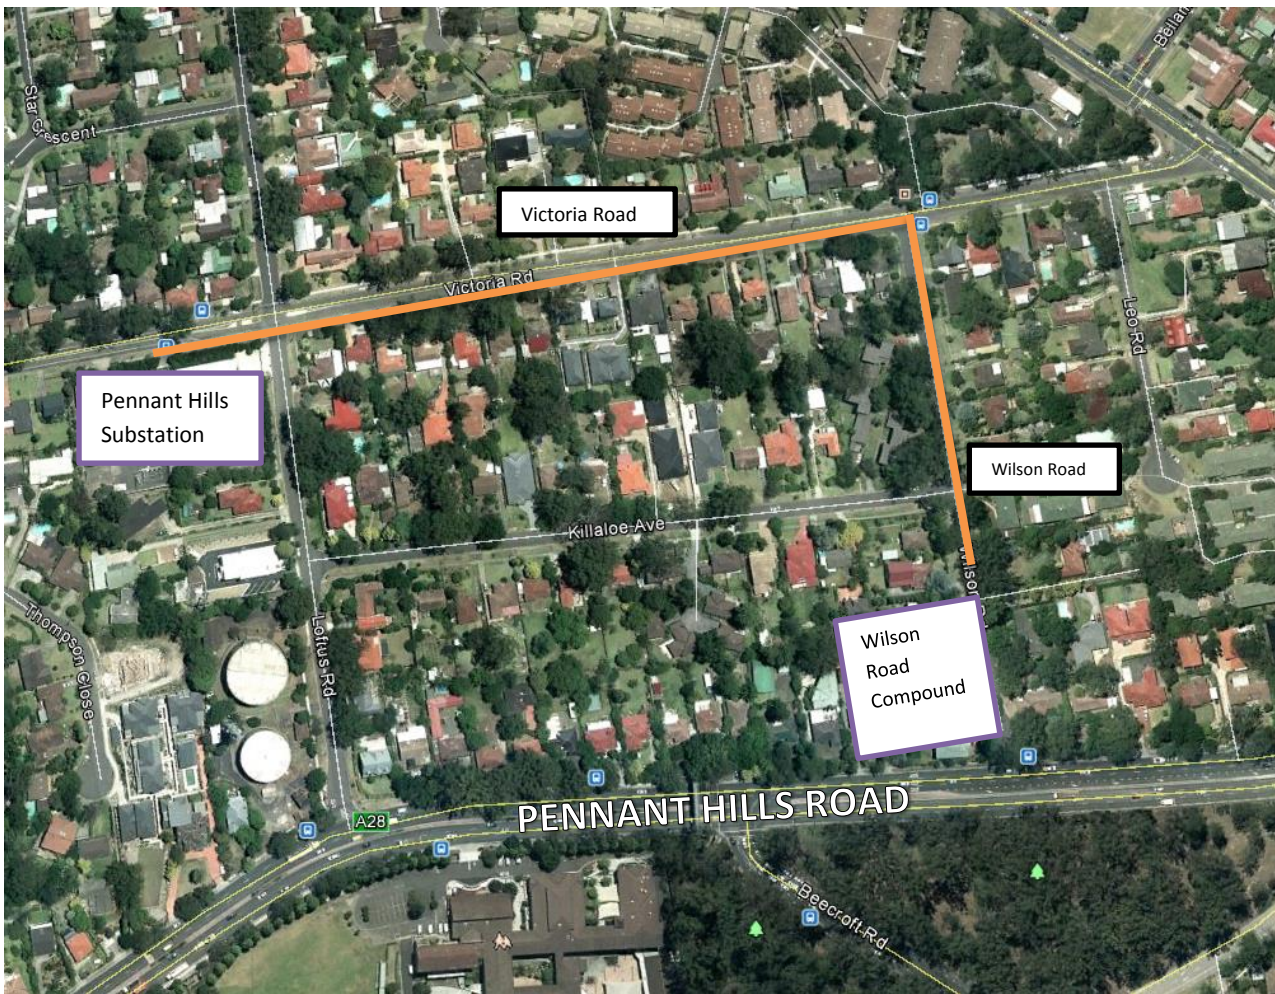 Bellam
Star Crescent
Victoria Road
Victoria Rd
Leo Rd
Pennant Hills
Substation
Wilson Road
Killaloe Ave
Wilson
Thompson Close
Loftus Rd
Wilson
Road
Compound
PENNANT HILLS ROAD
A28
Beecroft Rd